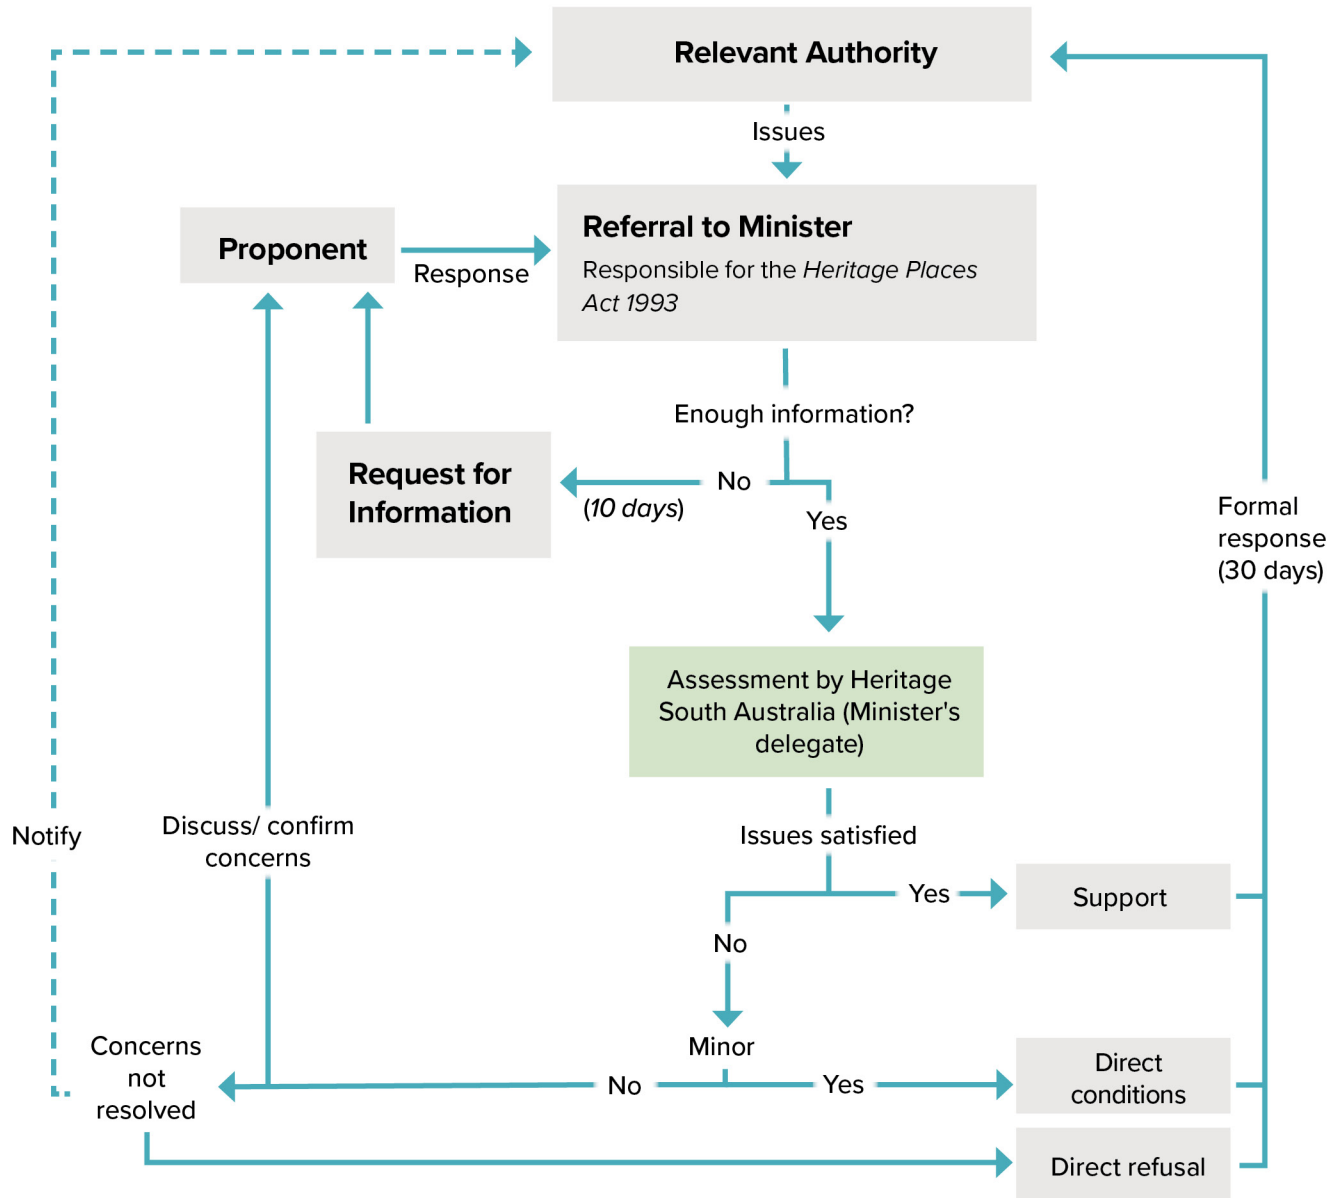 Relevant Authority
Issues
Referral to Minister
Responsible for the Heritage Places
Act 1993
Proponent
Response
Enough information?
Request for
Information
No
(10 days)
Yes
Formal
response
(30 days)
Assessment by Heritage
South Australia (Minister's
delegate)
Notify
Discuss/ confirm
concerns
Issues satisfied
Yes
Support
No
Minor
Concerns
not
resolved
No
Yes
Direct
conditions
Direct refusal